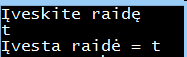 Įveskite raidę
t
Įvesta raidė = t